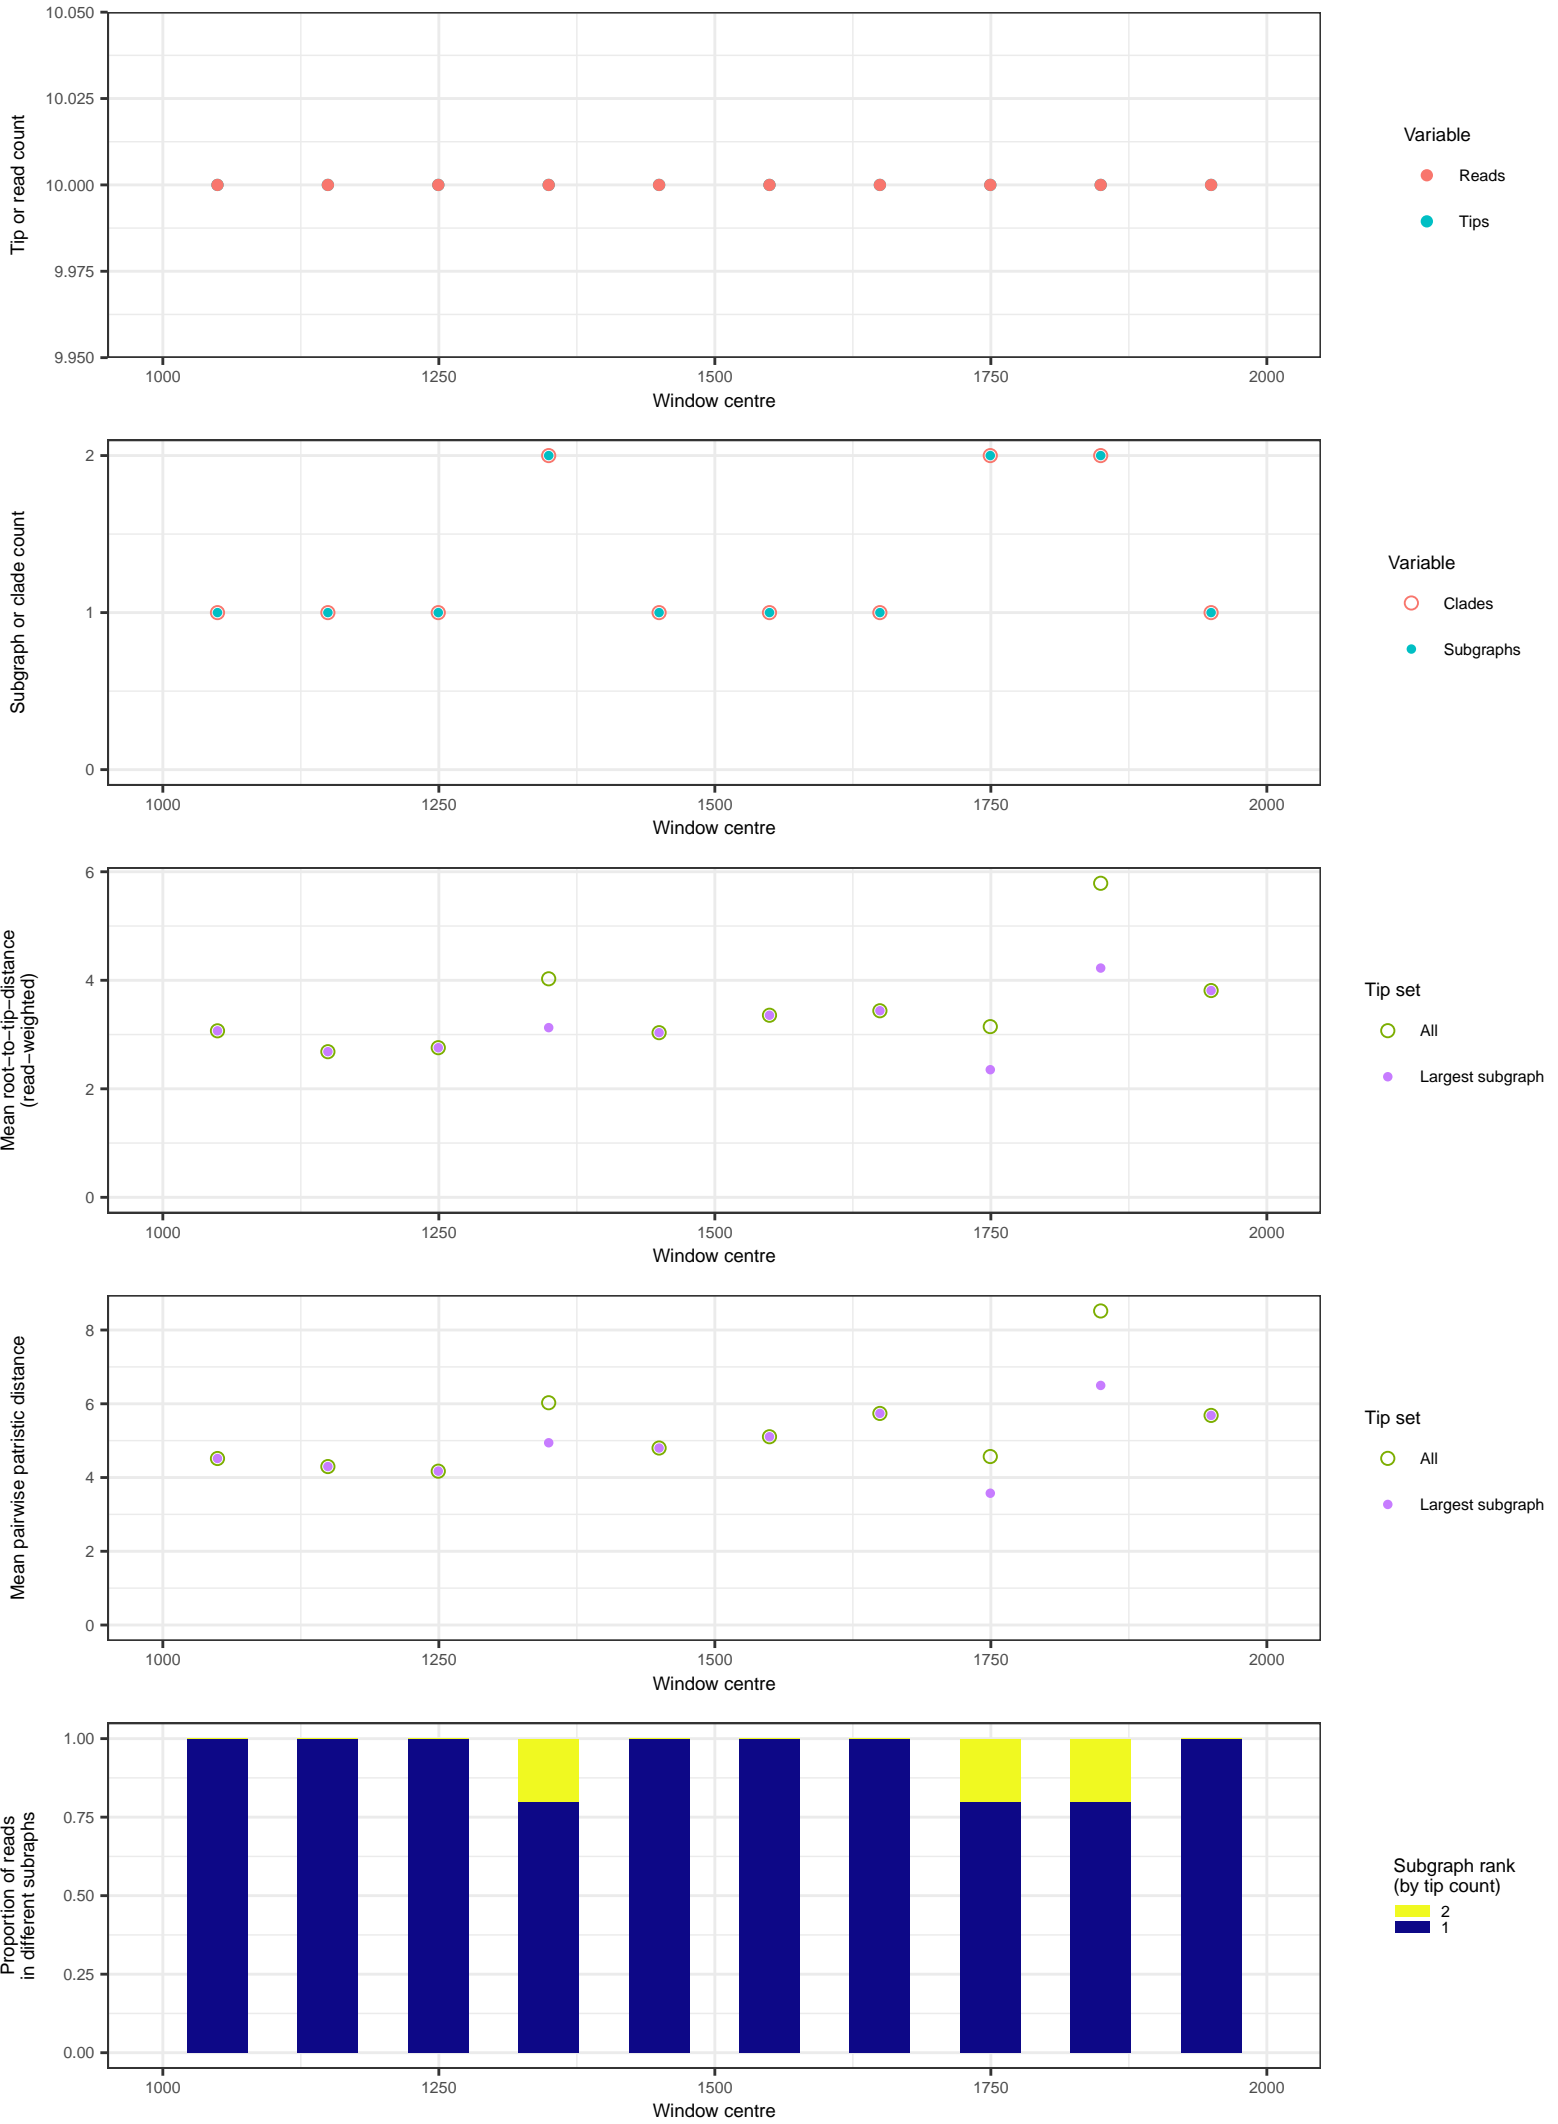 10.050
10.025
10.000
9.975
9.950
Tip or read count
1000 1250 1500 1750 2000
Window centre
Variable
Reads
Tips
2
1
0
Subgraph or clade count
1000 1250 1500 1750 2000
Window centre
Variable
Clades
Subgraphs
6
4
2
0
Mean root−to−tip−distance
(read−weighted)
1000 1250 1500 1750 2000
Window centre
Tip set
All
Largest subgraph
8
6
4
2
0
Mean pairwise patristic distance
1000 1250 1500 1750 2000
Window centre
Tip set
All
Largest subgraph
1.00
0.75
0.50
0.25
0.00
Proportion of reads
in different subraphs
1000 1250 1500 1750 2000
Window centre
Subgraph rank
(by tip count)
2
1